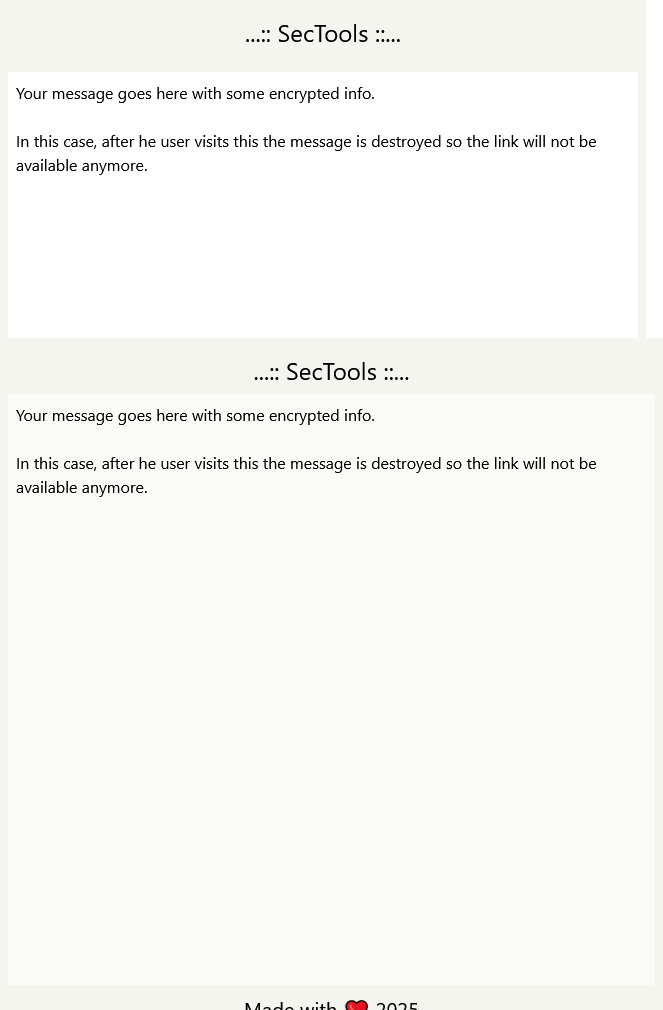 ...:: SecTools ::...
Your message goes here with some encrypted info.
In this case, after he user visits this the message is destroyed so the link will not be
available anymore.
...:: SecTools ::...
Your message goes here with some encrypted info.
In this case, after he user visits this the message is destroyed so the link will not be
available anymore.
Made with ❤️ 2025